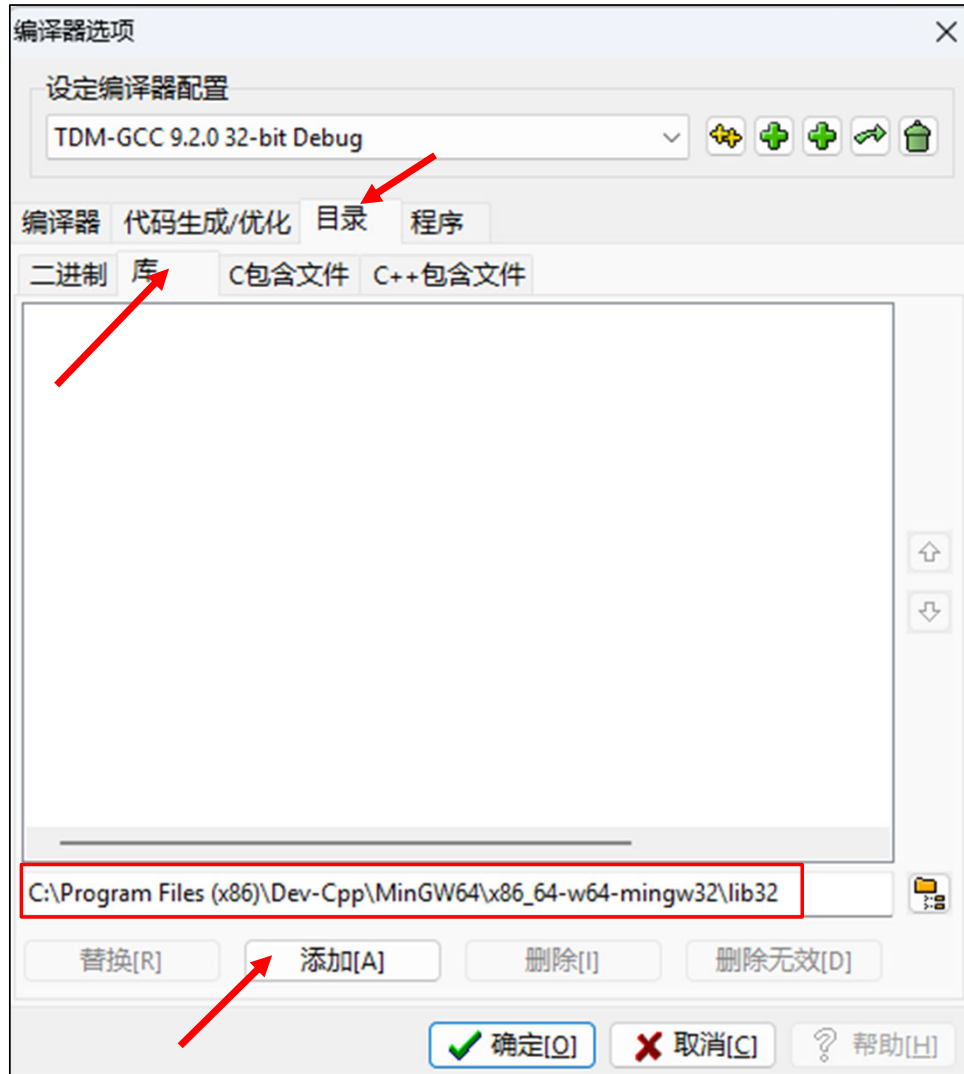 编译器选项
设定编译器配置
TDM-GCC 9.2.0 32-bit Debug
编译器 代码生成/优化 目录 程序
二进制 库 C包含文件 C++包含文件
C:\Program Files (x86)\Dev-Cpp\MinGW64\x86_64-w64-mingw32\lib32
替换[R] 添加[A] 删除[I] 删除无效[D]
确定[O] 取消[C] 帮助[H]